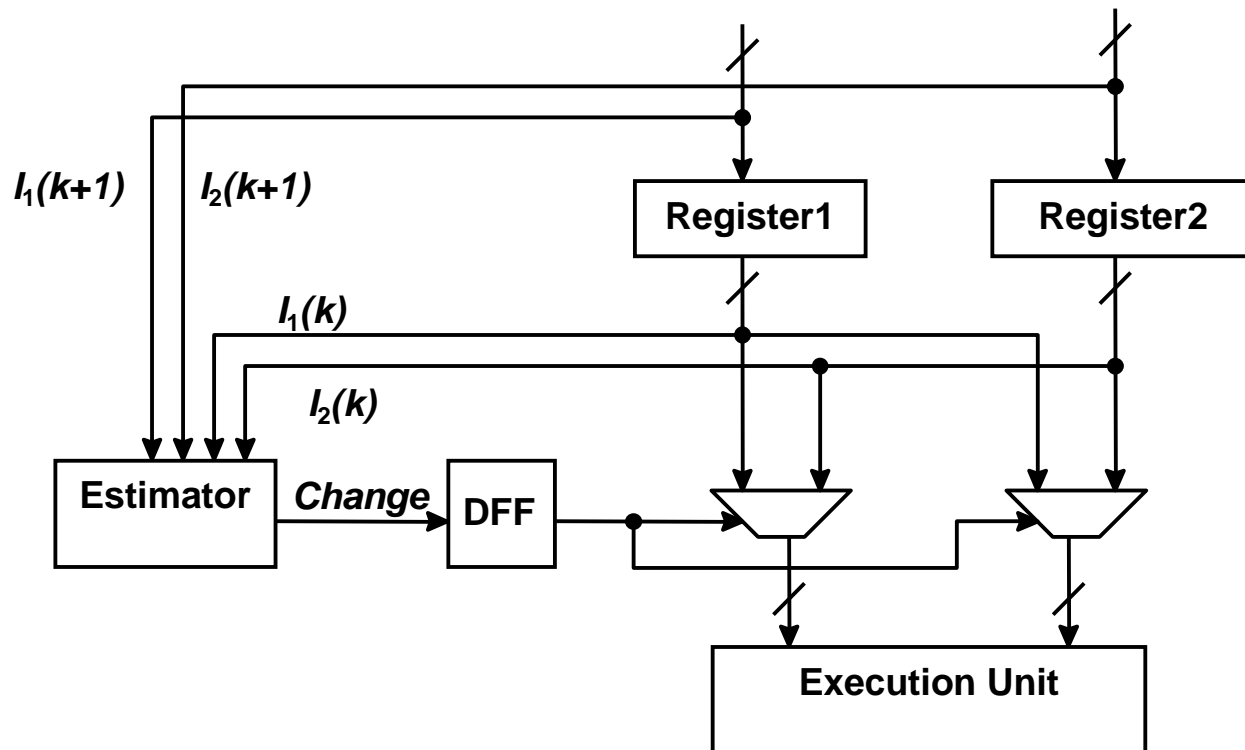 I₁(k+1)
I₂(k+1)
Register1
Register2
I₁(k)
I₂(k)
Estimator
Change
DFF
Execution Unit